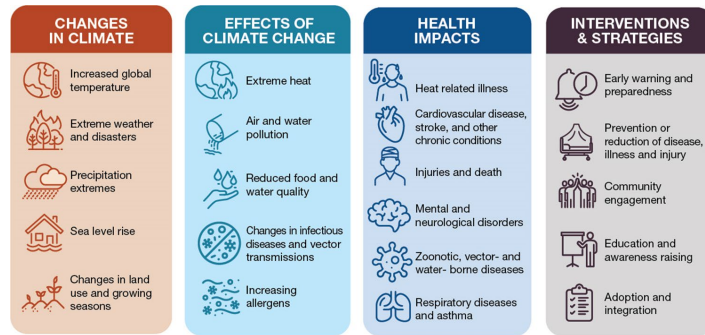 CHANGES
IN CLIMATE
Increased global
temperature
Extreme weather
and disasters
Precipitation
extremes
Sea level rise
Changes in land
use and growing
seasons
EFFECTS OF
CLIMATE CHANGE
Extreme heat
Air and water
pollution
Reduced food and
water quality
Changes in infectious
diseases and vector
transmissions
Increasing
allergens
HEALTH
IMPACTS
Heat related illness
Cardiovascular disease,
stroke, and other
chronic conditions
Injuries and death
Mental and
neurological disorders
Zoonotic, vector- and
water- borne diseases
Respiratory diseases
and asthma
INTERVENTIONS
& STRATEGIES
Early warning and
preparedness
Prevention or
reduction of disease,
illness and injury
Community
engagement
Education and
awareness raising
Adoption and
integration